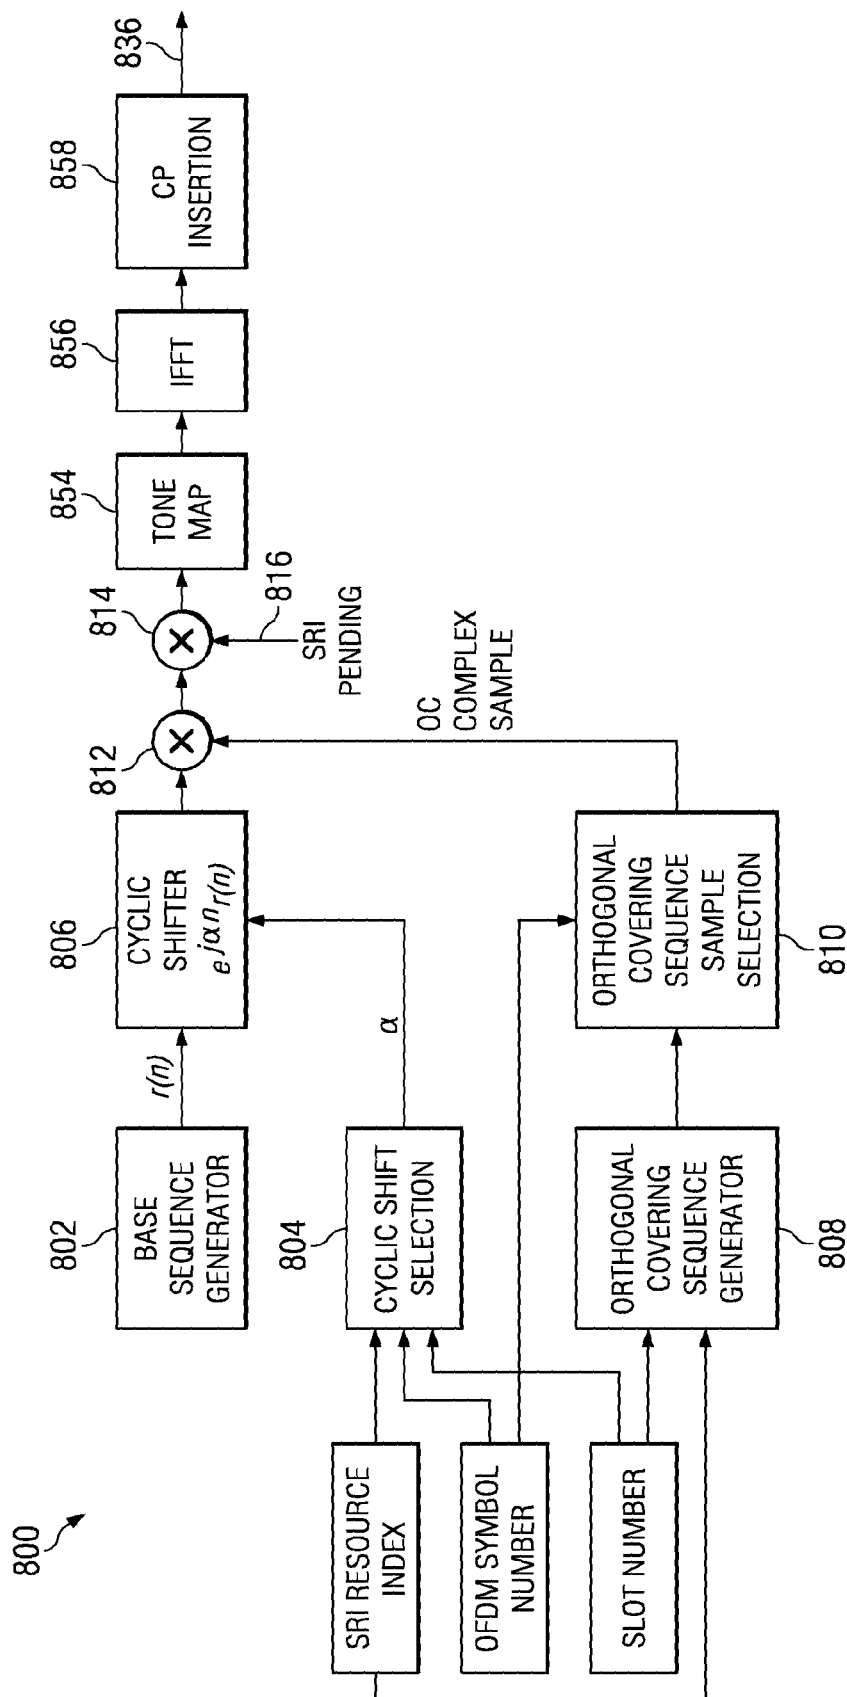 800
SRI RESOURCE
INDEX
OFDM SYMBOL
NUMBER
SLOT NUMBER
802
BASE
SEQUENCE
GENERATOR
r(n)
804
CYCLIC SHIFT
SELECTION
α
808
ORTHOGONAL
COVERING
SEQUENCE
GENERATOR
806
CYCLIC
SHIFTER
e^{jαn} r(n)
810
ORTHOGONAL
COVERING
SEQUENCE
SAMPLE
SELECTION
812
×
OC
COMPLEX
SAMPLE
814
×
816
SRI
PENDING
854
TONE
MAP
856
IFFT
858
CP
INSERTION
836